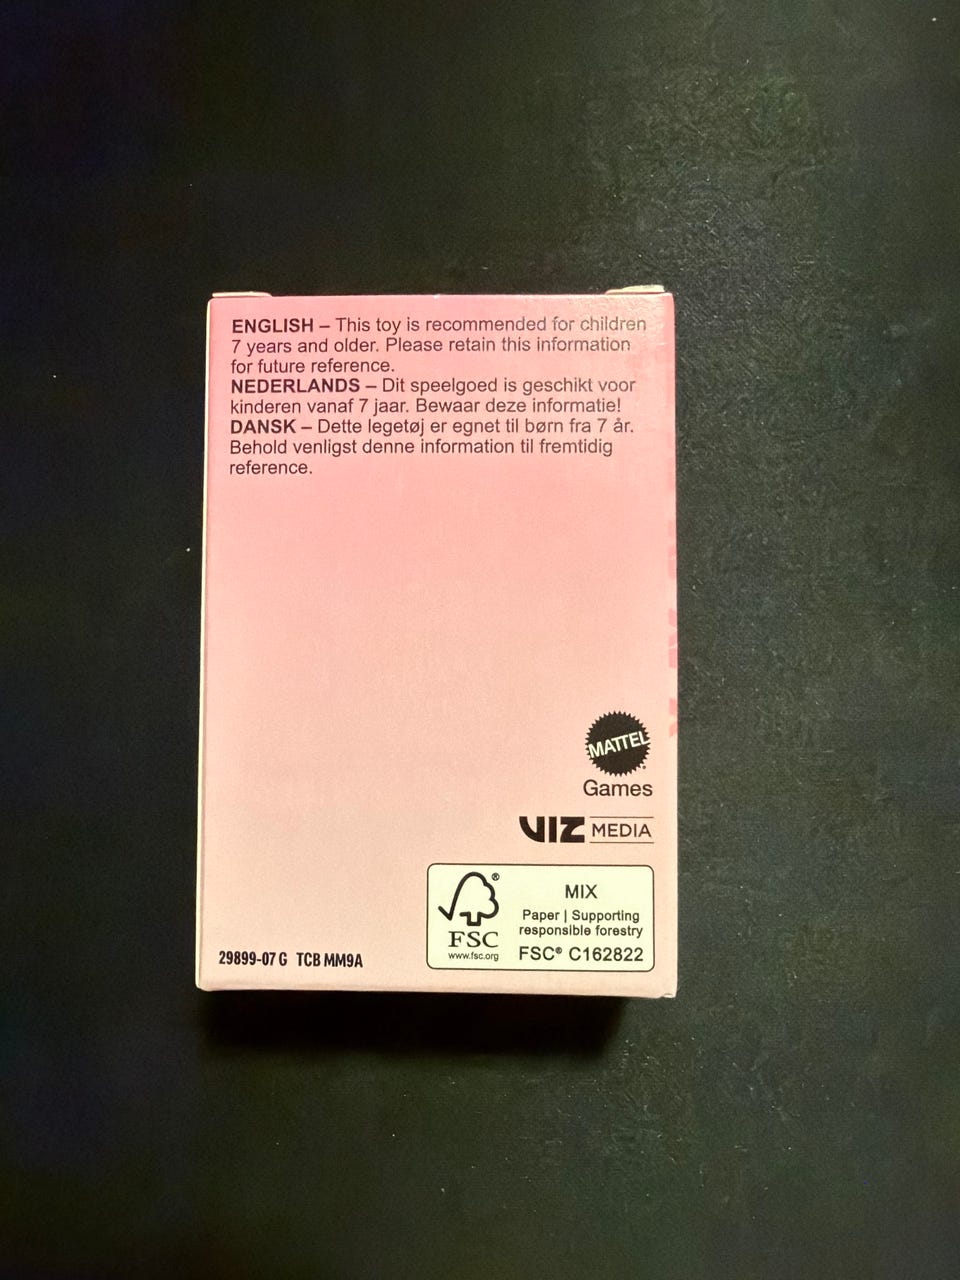 ENGLISH – This toy is recommended for children
7 years and older. Please retain this information
for future reference.
NEDERLANDS – Dit speelgoed is geschikt voor
kinderen vanaf 7 jaar. Bewaar deze informatie!
DANSK – Dette legetøj er egnet til børn fra 7 år.
Behold venligst denne information til fremtidig
reference.
MATTEL
Games
VIZ MEDIA
®
FSC
www.fsc.org
MIX
Paper | Supporting
responsible forestry
FSC® C162822
29899-07 G TCB MM9A